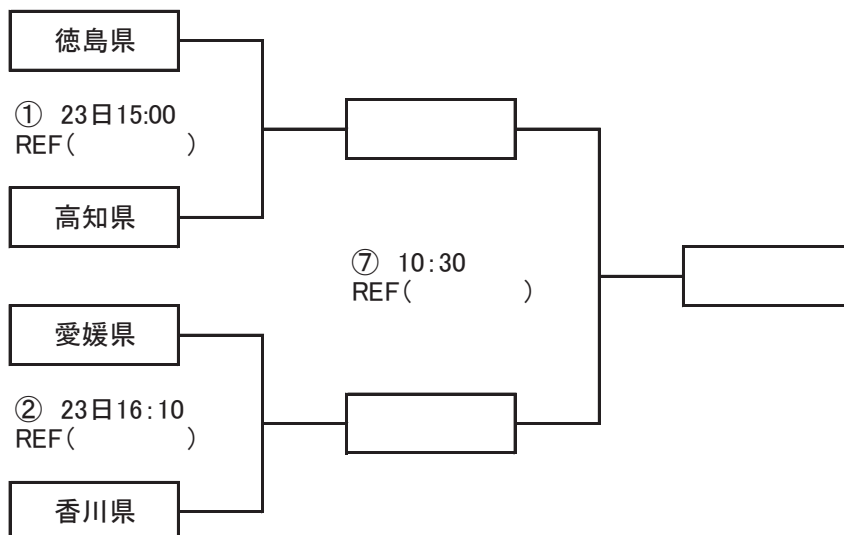 徳島県
① 23日15:00
REF(　　　　)
高知県
⑦ 10:30
REF(　　　　)
愛媛県
② 23日16:10
REF(　　　　)
香川県